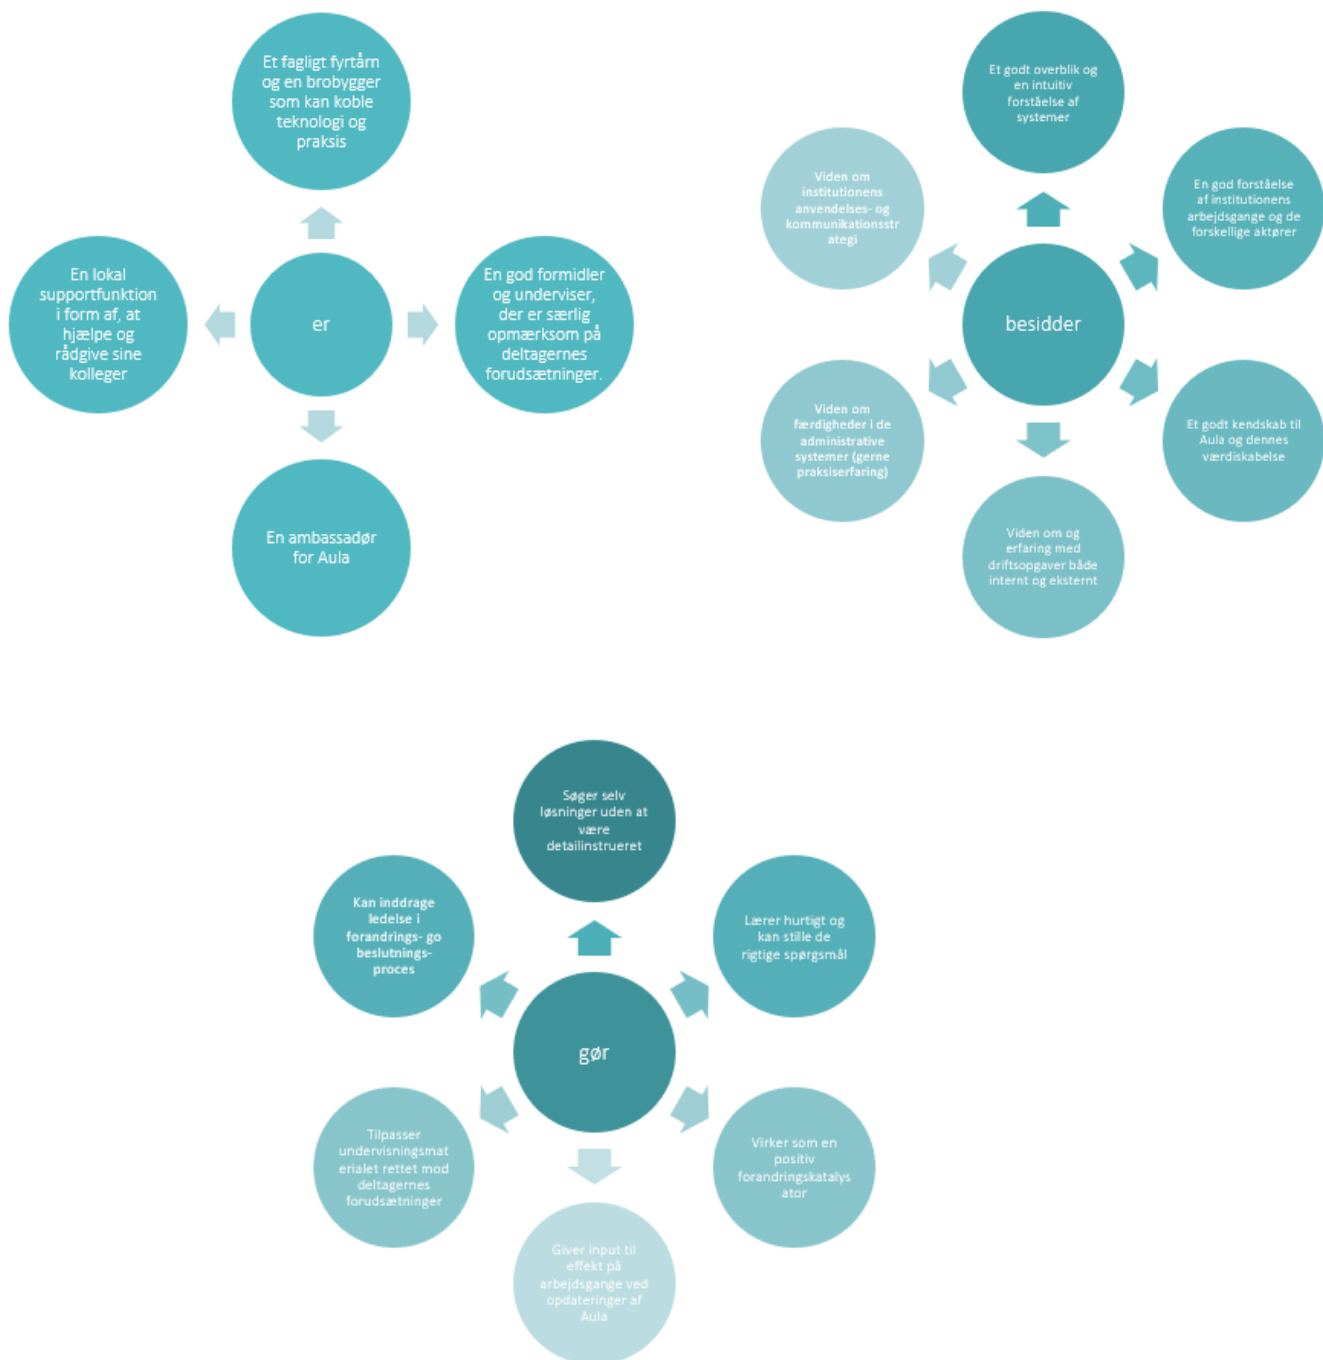 Et fagligt fyrtårn
og en brobygger
som kan koble
teknologi og
praksis
En lokal
supportfunktion
i form af, at
hjælpe og
rådgive sine
kolleger
er
En god formidler
og underviser,
der er særlig
opmærksom på
deltagernes
forudsætninger.
En ambassadør
for Aula
Et godt overblik og
en intuitiv
forståelse af
systemer
Viden om
institutionens
anvendelses- og
kommunikationsstr
ategi
En god forståelse
af institutionens
arbejdsgange og de
forskellige aktører
besidder
Viden om
færdigheder i de
administrative
systemer (gerne
praksiserfaring)
Et godt kendskab til
Aula og dennes
værdiskabelse
Viden om og
erfaring med
driftsopgaver både
internt og eksternt
Søger selv
løsninger uden at
være
detailinstrueret
Kan inddrage
ledelse i
forandrings- go
beslutnings-
proces
Lærer hurtigt og
kan stille de
rigtige spørgsmål
gør
Tilpasser
undervisningsmat
erialet rettet mod
deltagernes
forudsætninger
Virker som en
positiv
forandringskatalys
ator
Giver input til
effekt på
arbejdsgange ved
opdateringer af
Aula